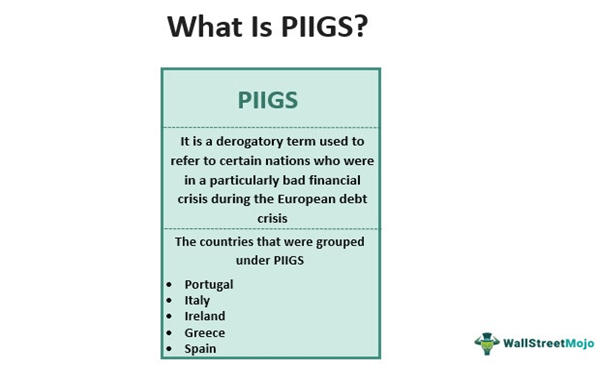 What Is PIIGS?
PIIGS
It is a derogatory term used to
refer to certain nations who were
in a particularly bad financial
crisis during the European debt
crisis
The countries that were grouped
under PIIGS
• Portugal
• Italy
• Ireland
• Greece
• Spain
WallStreetMojo